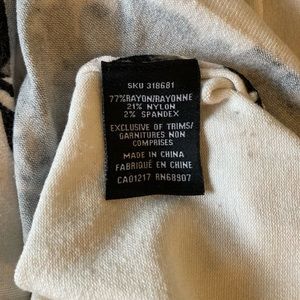 SKU 318681
77%RAYON/RAYONNE
21% NYLON
2% SPANDEX
EXCLUSIVE OF TRIMS/
GARNITURES NON
COMPRISES
MADE IN CHINA
FABRIQUÉ EN CHINE
CA01217 RN68907